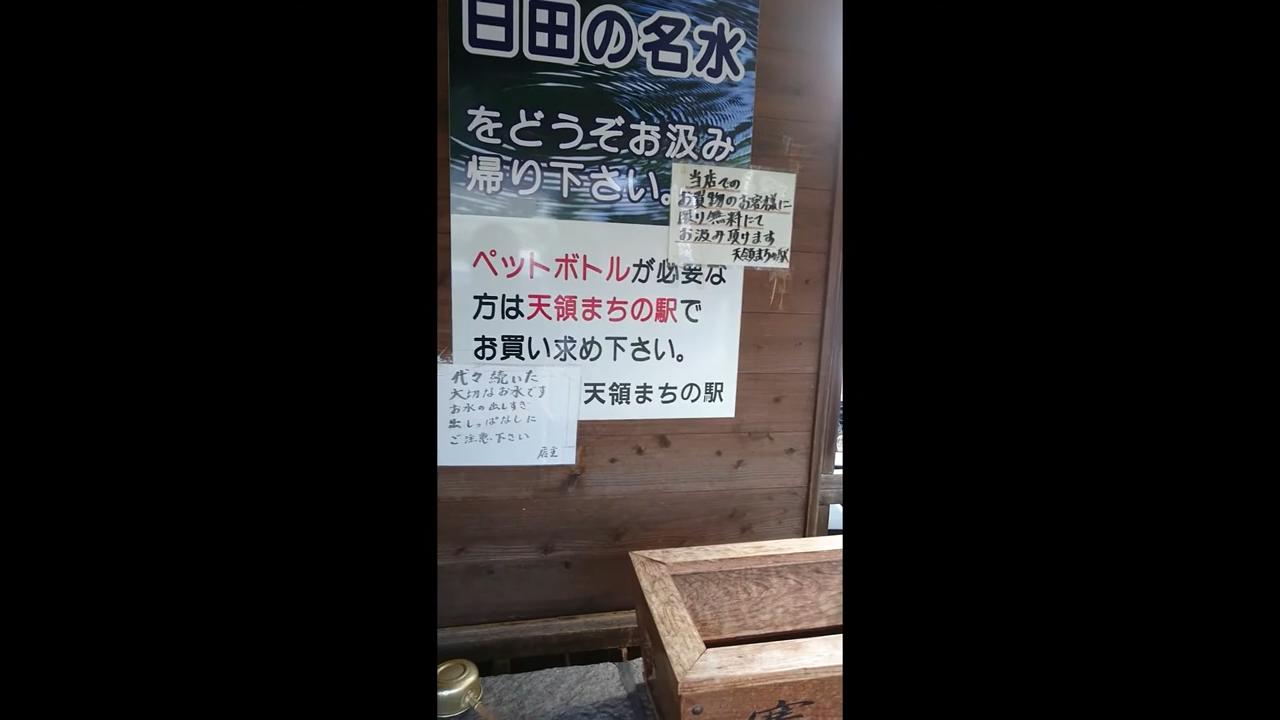 日田の名水
をどうぞお汲み
帰り下さい。
当店での
お買物のお客様に
限り無料にて
お汲み頂けます
天領まちの駅
ペットボトルが必要な
方は天領まちの駅で
お買い求め下さい。
天領まちの駅
代々続いた
大切なお水です
お水の出しすぎ
出しっぱなしに
ご注意下さい
店主